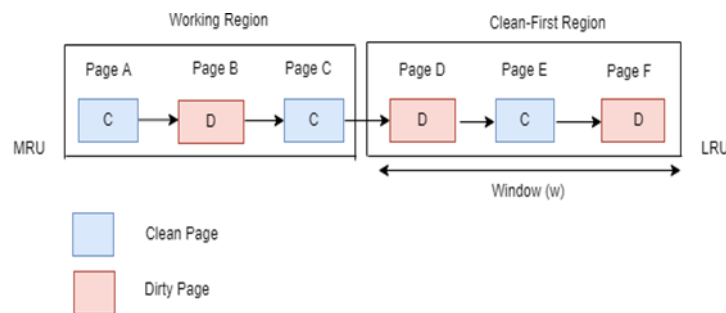 Working Region
Clean-First Region
Page A
Page B
Page C
Page D
Page E
Page F
C
D
C
D
C
D
MRU
LRU
Window (w)
Clean Page
Dirty Page